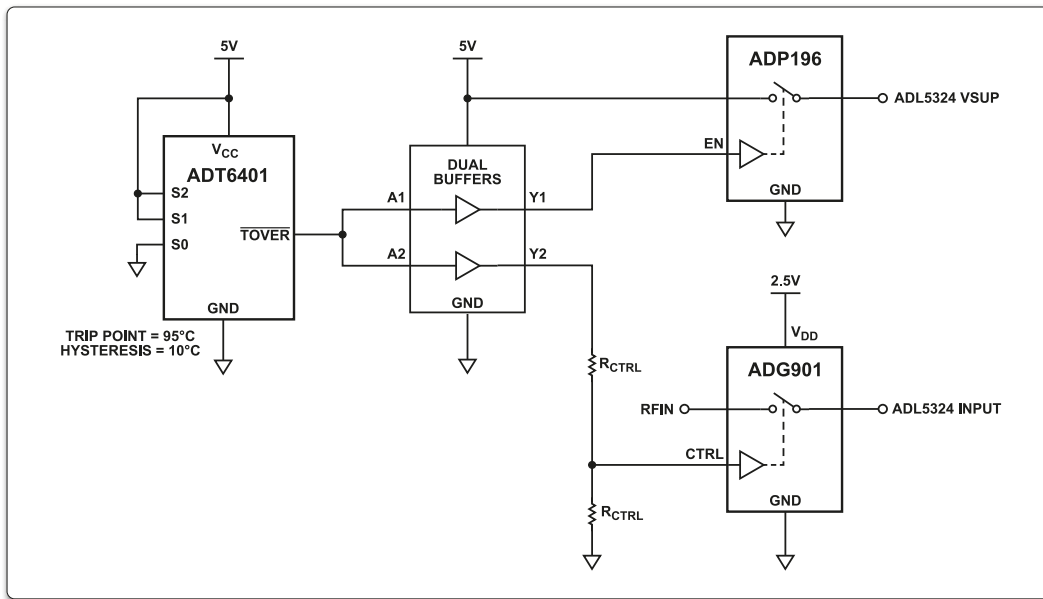 5V
V_CC
ADT6401
S2
S1
S0
TOVER
GND
TRIP POINT = 95°C
HYSTERESIS = 10°C
5V
DUAL
BUFFERS
A1
Y1
A2
Y2
GND
R_CTRL
R_CTRL
ADP196
ADL5324 VSUP
EN
GND
2.5V
V_DD
ADG901
RFIN
ADL5324 INPUT
CTRL
GND